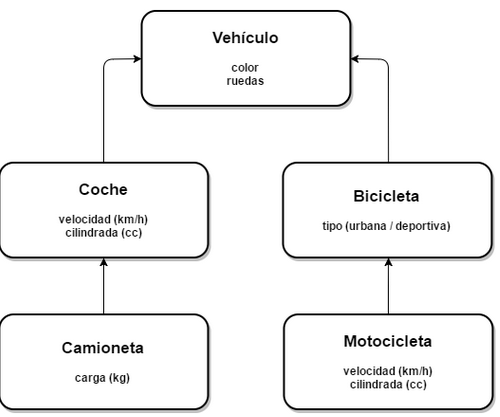 Vehículo
color
ruedas
Coche
velocidad (km/h)
cilindrada (cc)
Bicicleta
tipo (urbana / deportiva)
Camioneta
carga (kg)
Motocicleta
velocidad (km/h)
cilindrada (cc)